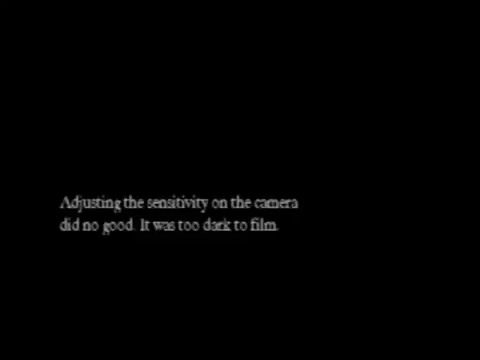 Adjusting the sensitivity on the camera
did no good. It was too dark to film.